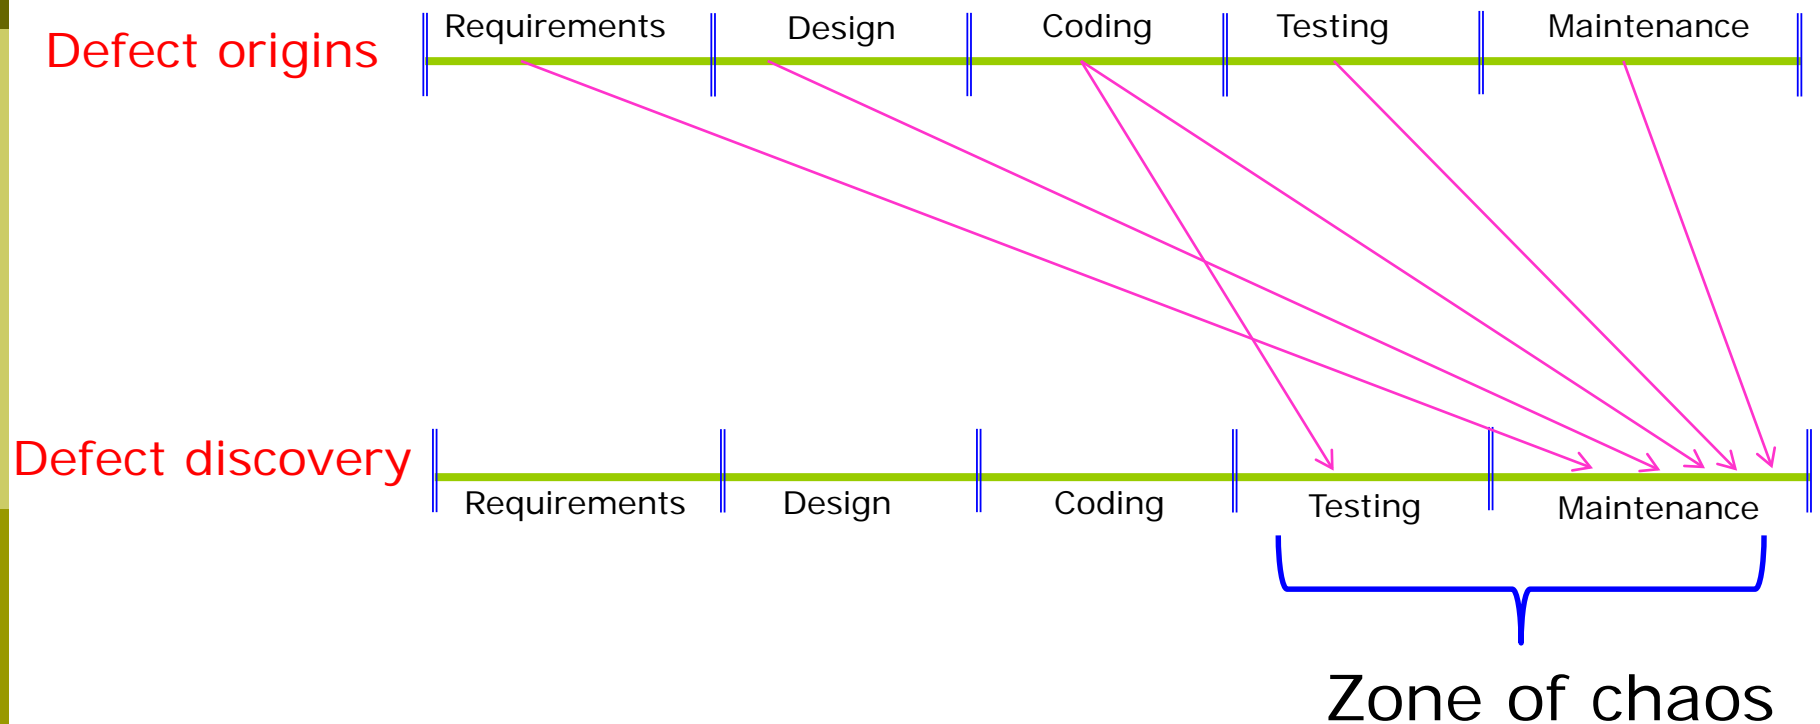 Requirements
Design
Coding
Testing
Maintenance
Defect origins
Defect discovery
Requirements
Design
Coding
Testing
Maintenance
Zone of chaos